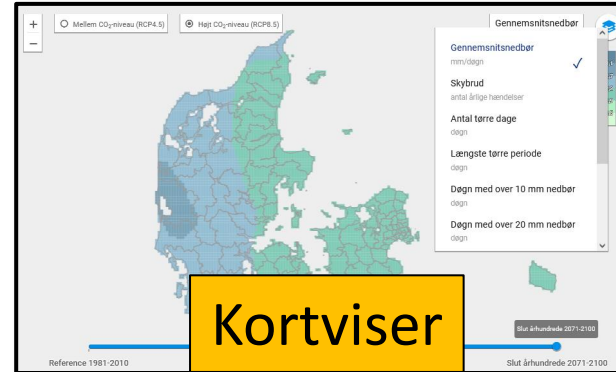 +
−
Mellem CO₂-niveau (RCP4.5)
Højt CO₂-niveau (RCP8.5)
Gennemsnitsnedbør
Gennemsnitsnedbør
mm/døgn
Skybrud
antal årlige hændelser
Antal tørre dage
døgn
Længste tørre periode
døgn
Døgn med over 10 mm nedbør
døgn
Døgn med over 20 mm nedbør
døgn
Kortviser
Slut århundrede 2071-2100
Reference 1981-2010
Slut århundrede 2071-2100